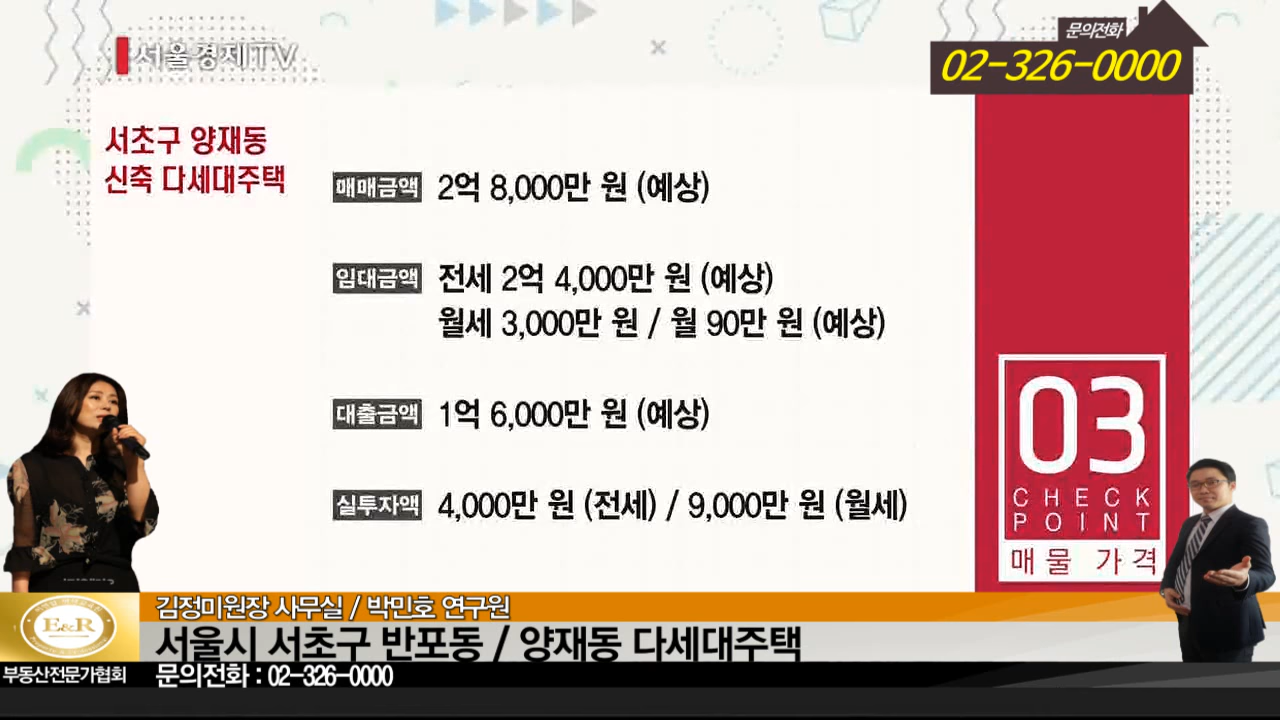 서울경제TV
문의전화
02-326-0000
서초구 양재동
신축 다세대주택
매매금액 2억 8,000만 원 (예상)
임대금액 전세 2억 4,000만 원 (예상)
월세 3,000만 원 / 월 90만 원 (예상)
대출금액 1억 6,000만 원 (예상)
실투자액 4,000만 원 (전세) / 9,000만 원 (월세)
03
CHECK
POINT
매물 가격
E&R
부동산전문가협회
김정미원장 사무실 / 박민호 연구원
서울시 서초구 반포동 / 양재동 다세대주택
문의전화 : 02-326-0000